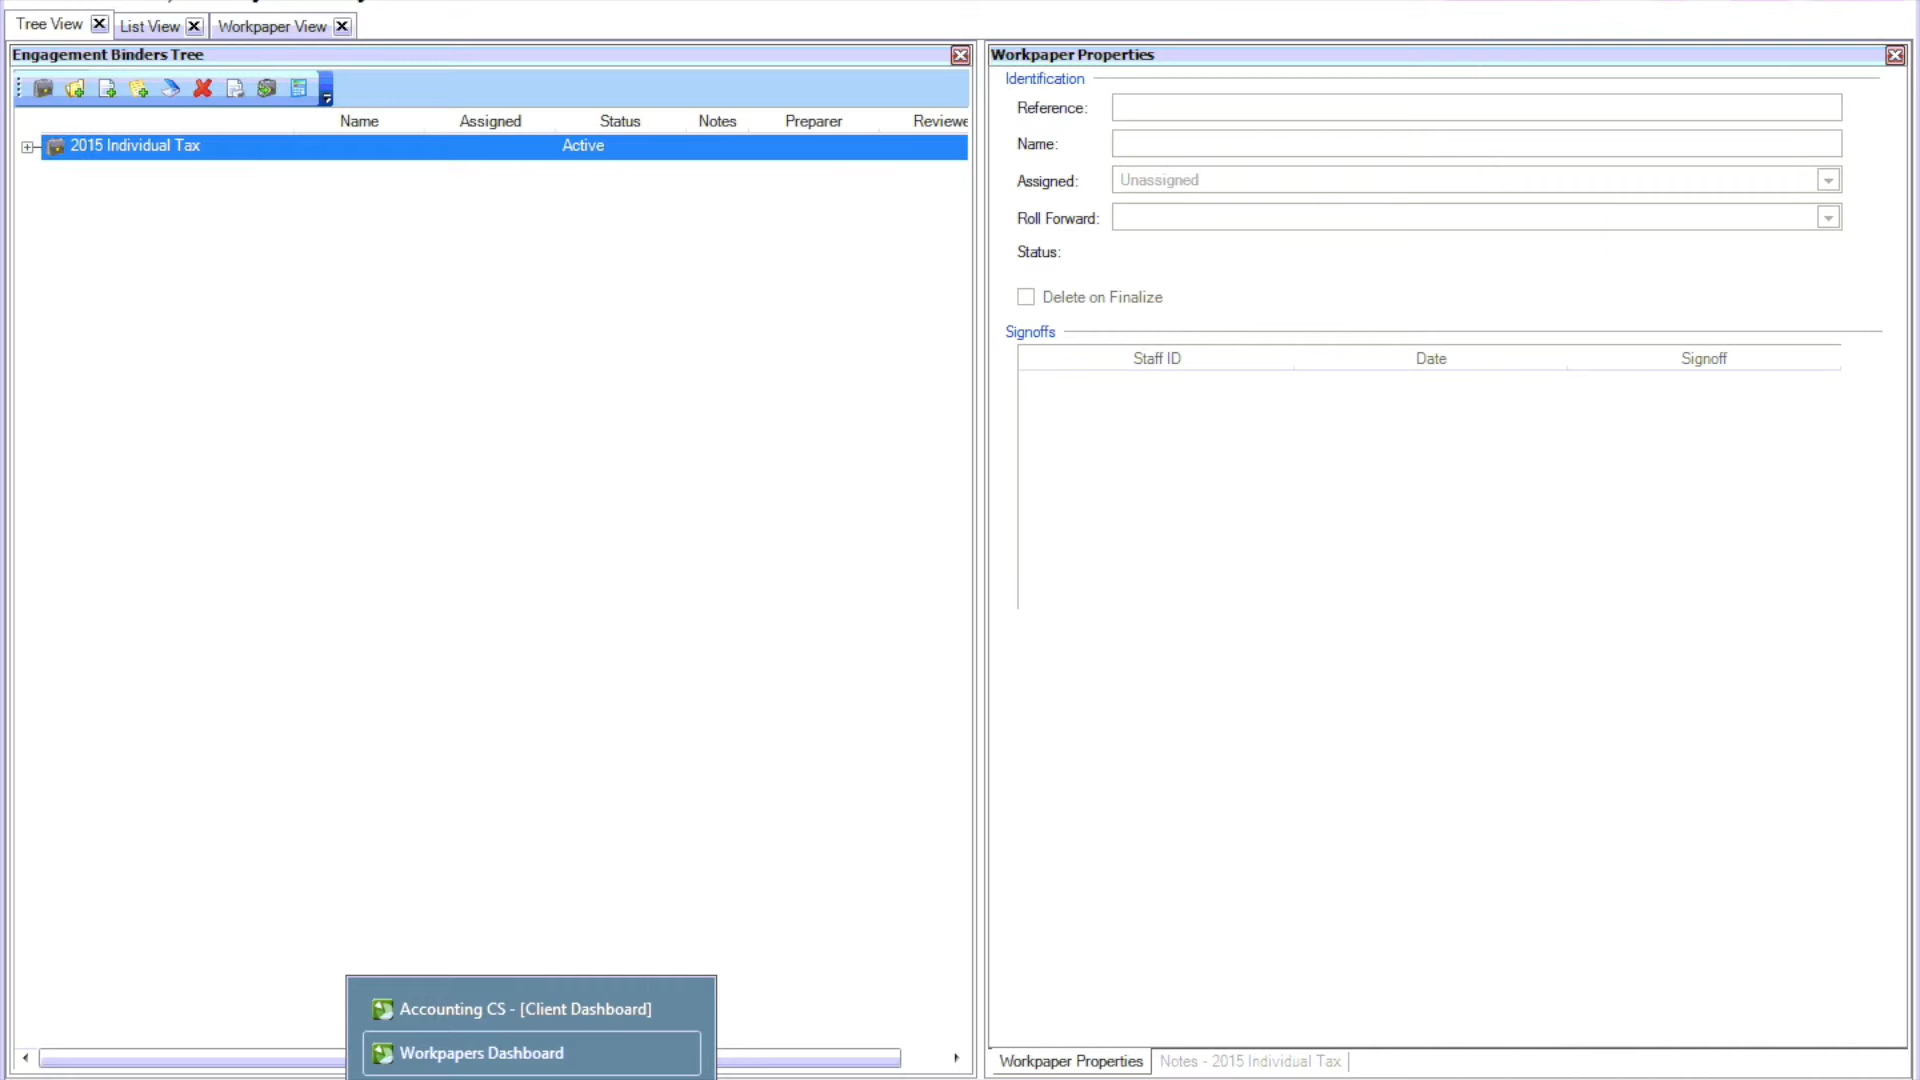 Tree View
List View
Workpaper View
Engagement Binders Tree
Name Assigned Status Notes Preparer Reviewe
2015 Individual Tax Active
Workpaper Properties
Identification
Reference:
Name:
Assigned: Unassigned
Roll Forward:
Status:
Delete on Finalize
Signoffs
Staff ID Date Signoff
Accounting CS - [Client Dashboard]
Workpapers Dashboard
Workpaper Properties Notes - 2015 Individual Tax